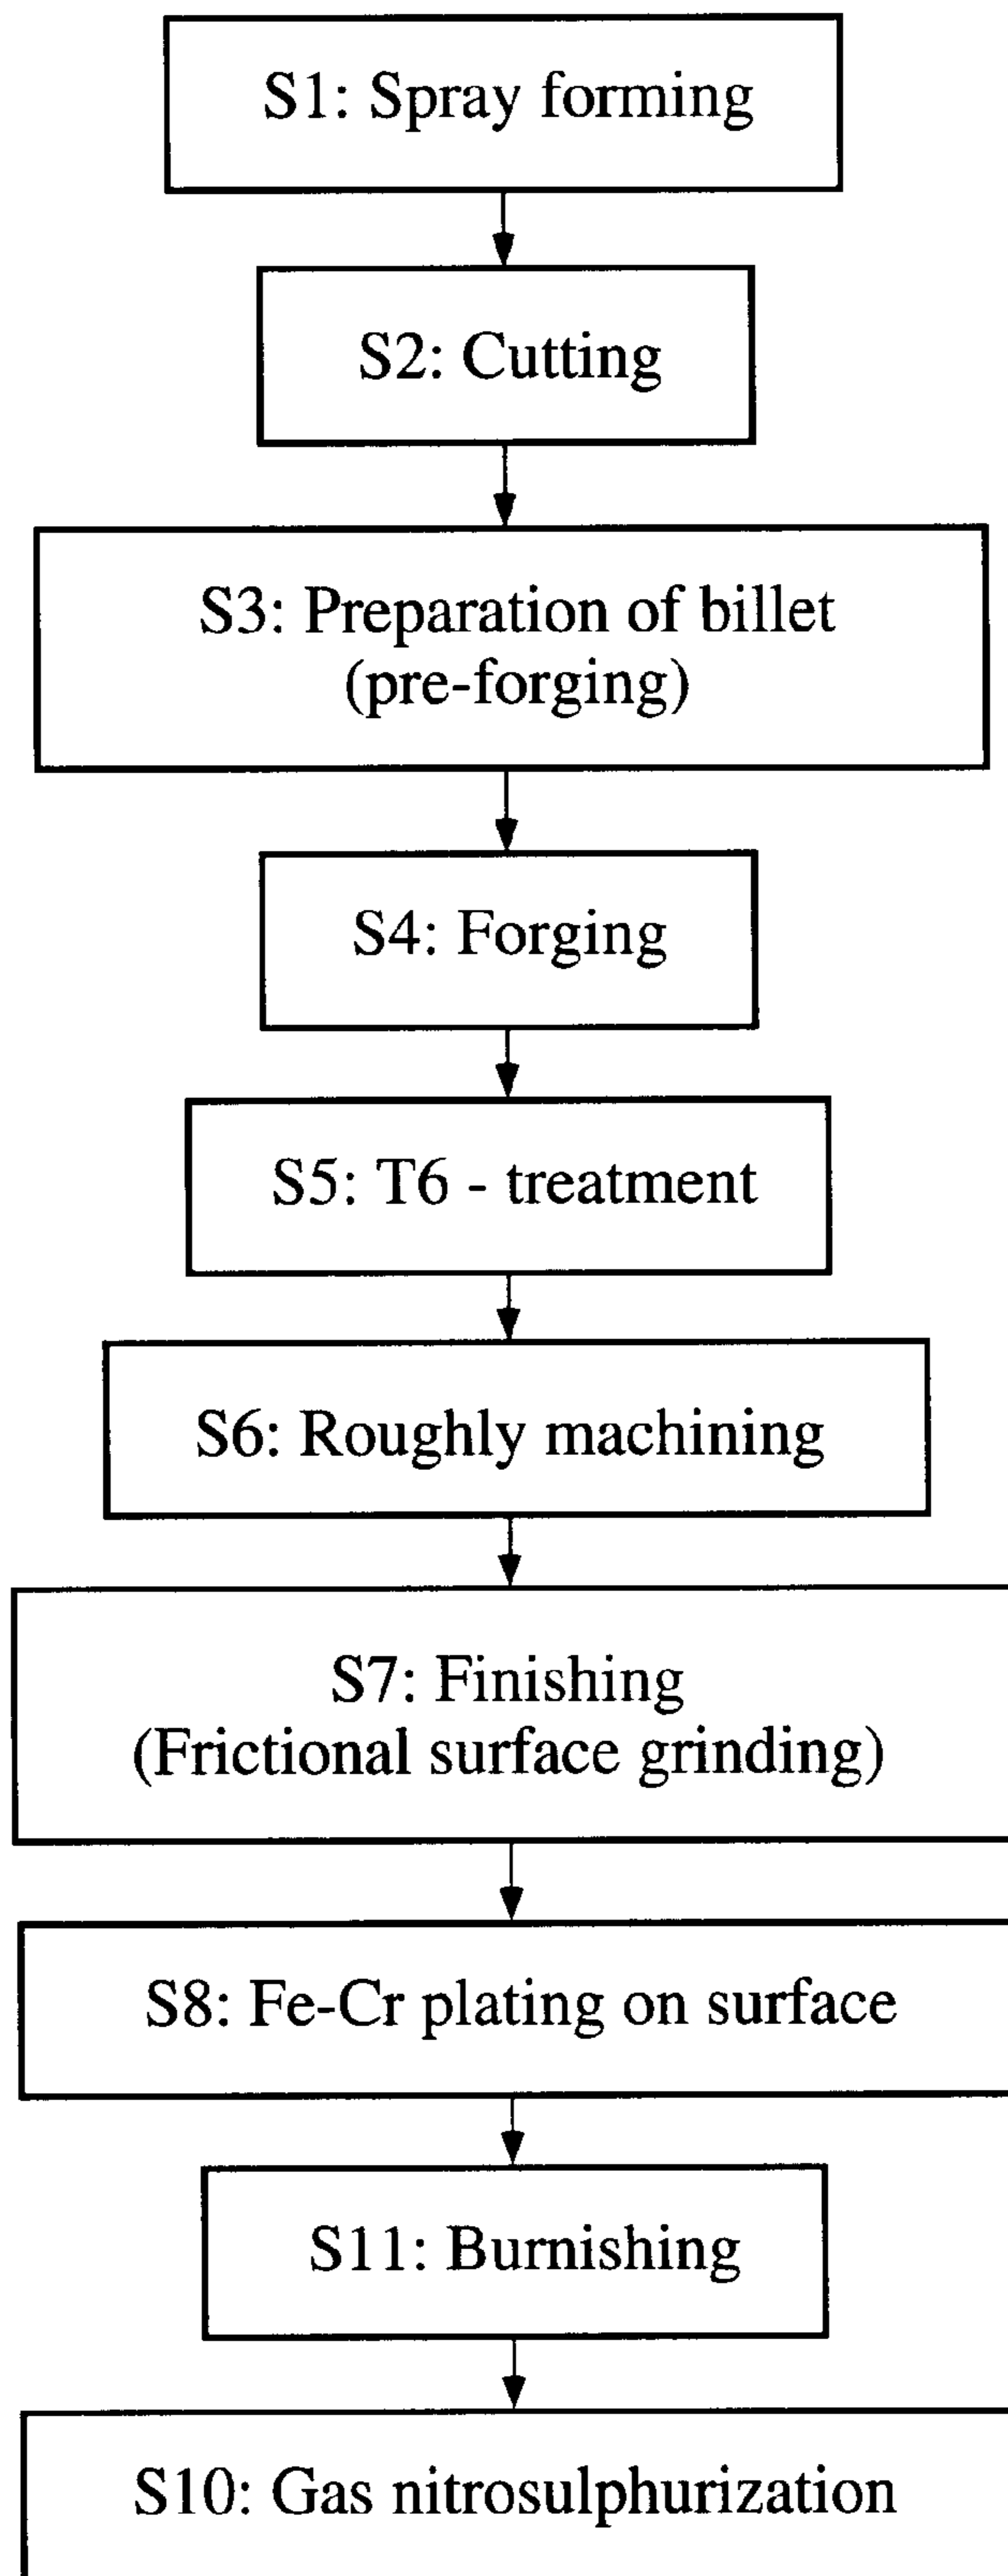 S1: Spray forming
S2: Cutting
S3: Preparation of billet
(pre-forging)
S4: Forging
S5: T6 - treatment
S6: Roughly machining
S7: Finishing
(Frictional surface grinding)
S8: Fe-Cr plating on surface
S11: Burnishing
S10: Gas nitrosulphurization